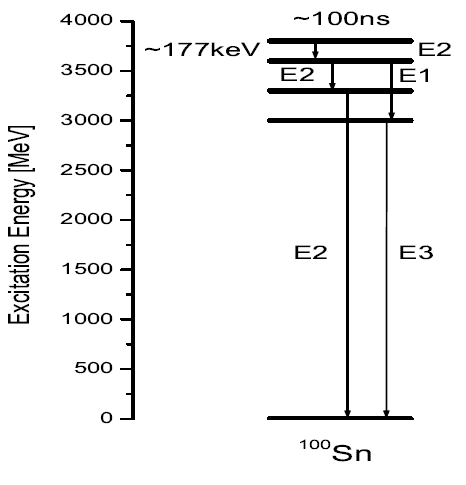 ~100ns
4000
~177keV
E2
3500
E2
E1
3000
2500
2000
E2
E3
1500
1000
500
0
Excitation Energy [MeV]
100Sn